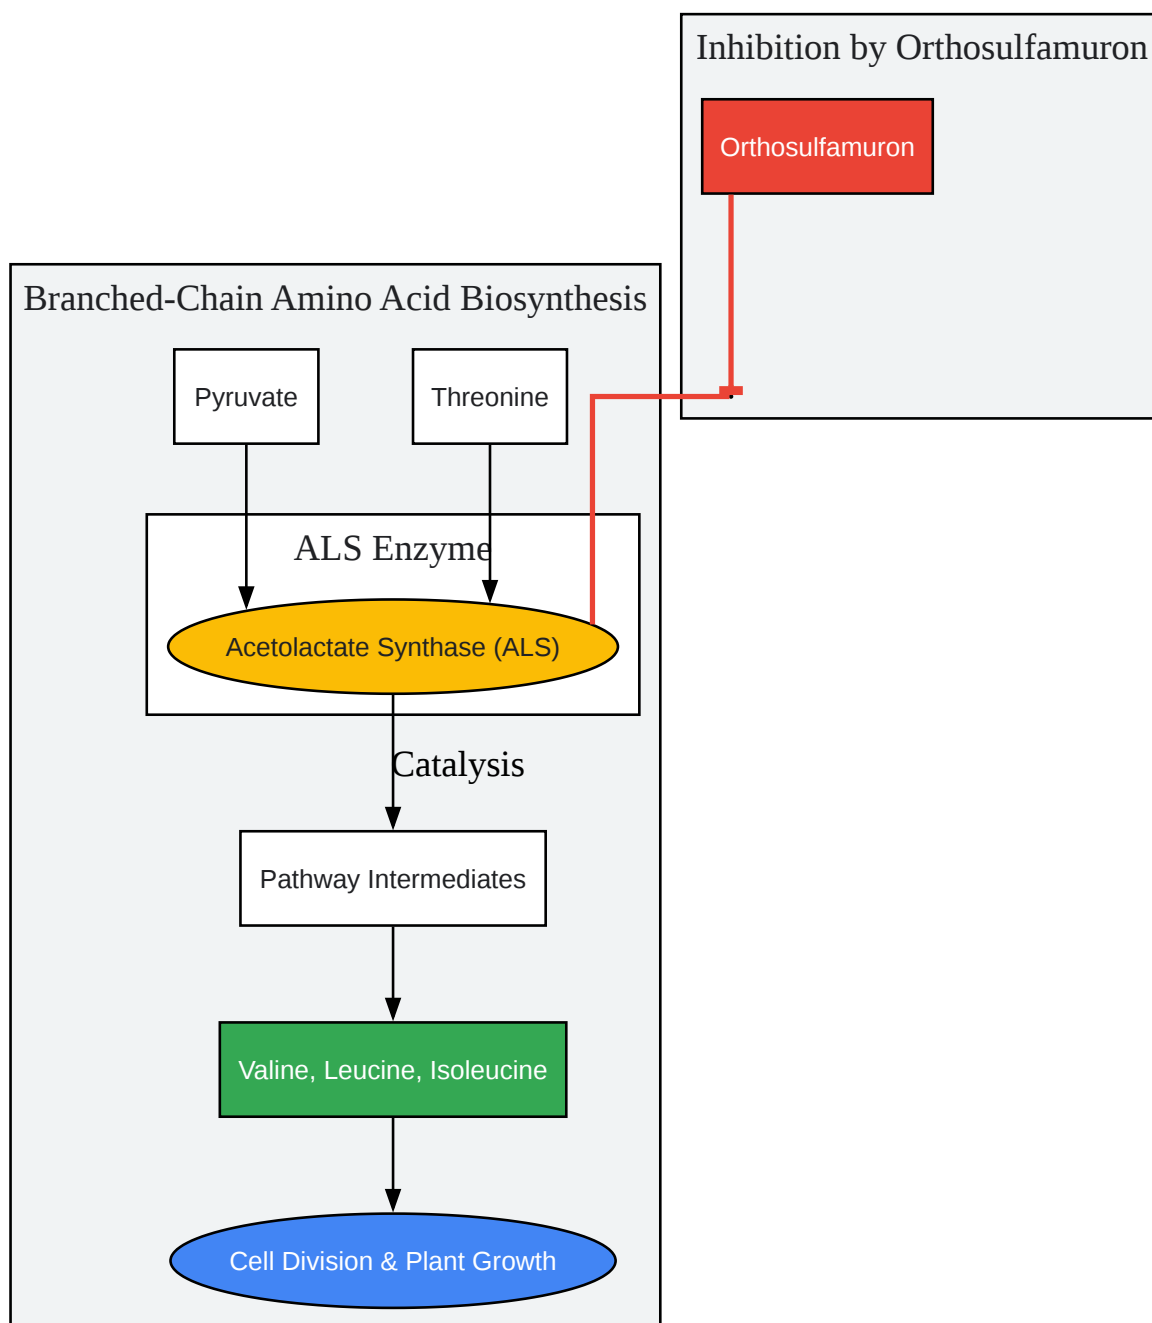 Inhibition by Orthosulfamuron
Orthosulfamuron
Branched-Chain Amino Acid Biosynthesis
Pyruvate
Threonine
ALS Enzyme
Acetolactate Synthase (ALS)
Catalysis
Pathway Intermediates
Valine, Leucine, Isoleucine
Cell Division & Plant Growth